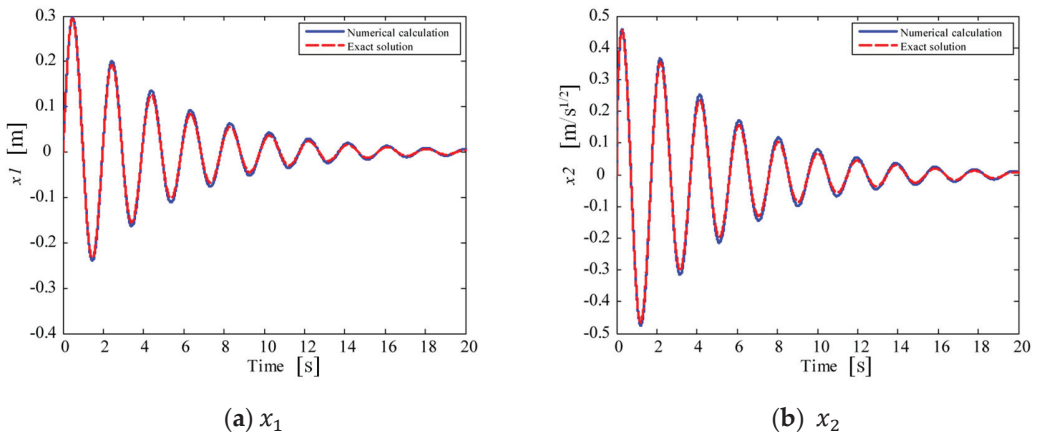 0.3
0.2
0.1
0
-0.1
-0.2
0.3
-0.4
x1 [m]
Numerical calculation
Exact solution
0 2 4 6 8 10 12 14 16 18 20
Time [s]
(a) x₁
0.5
0.4
0.3
0.2
0.1
0
-0.1
-0.2
-0.3
-0.4
-0.5
x2 [m/s^1/2]
Numerical calculation
Exact solution
0 2 4 6 8 10 12 14 16 18 20
Time [s]
(b) x₂